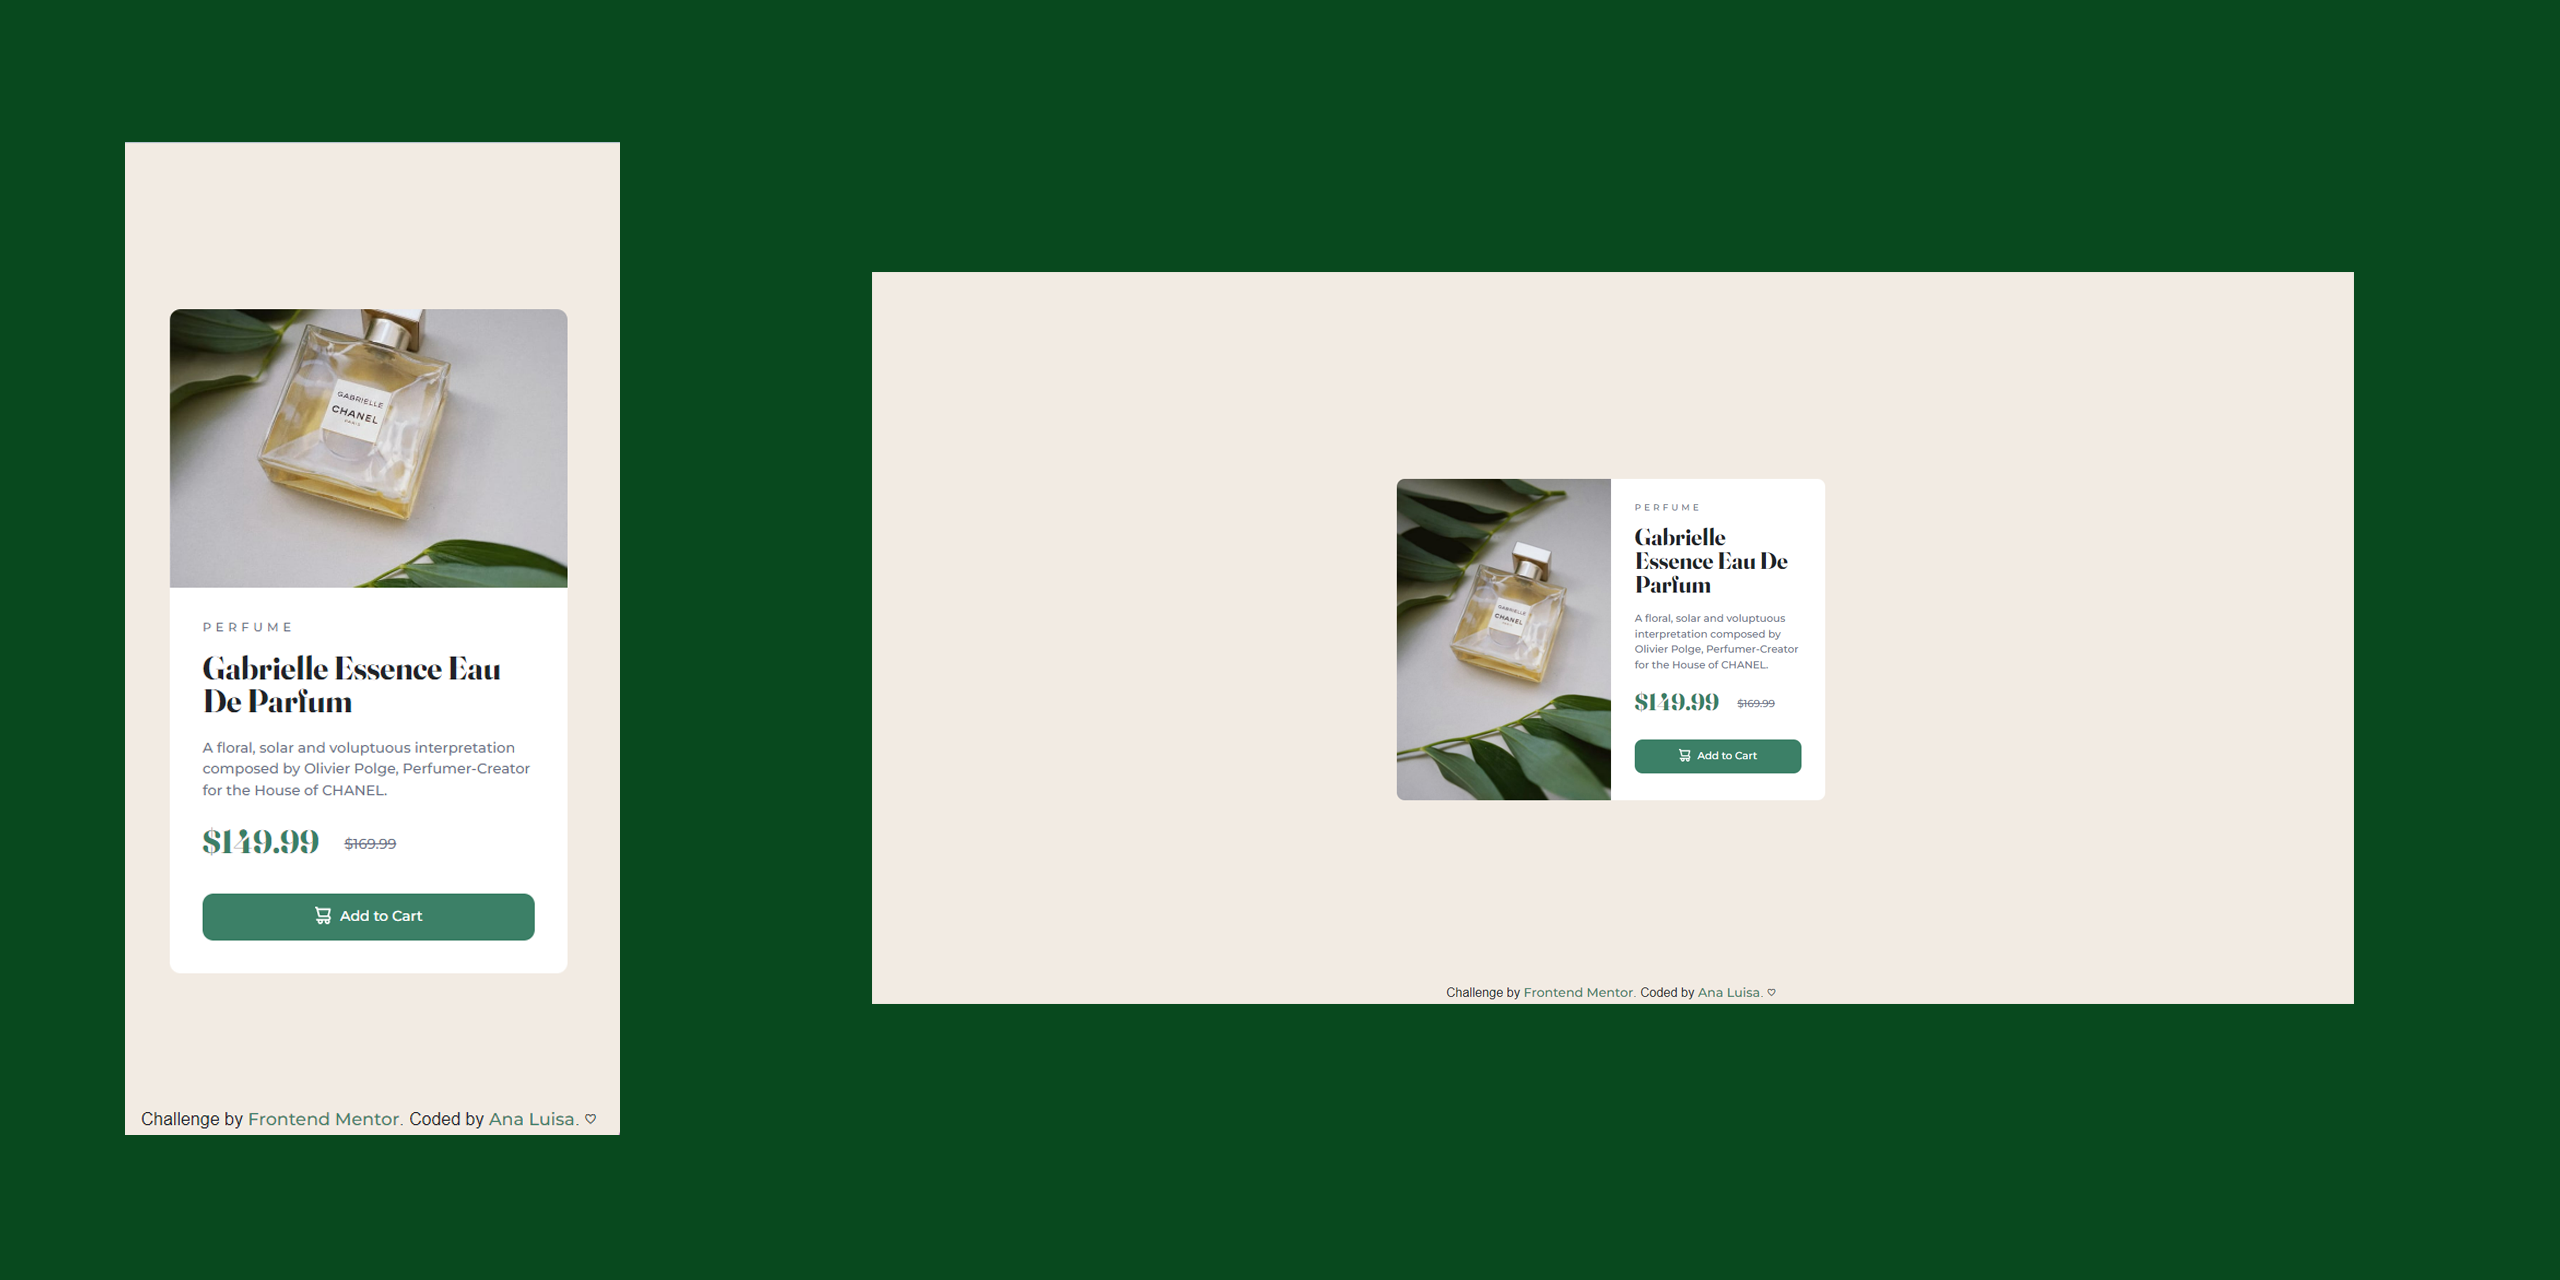 GABRIELLE
CHANEL
PARIS
PERFUME
Gabrielle Essence Eau
De Parfum
A floral, solar and voluptuous interpretation
composed by Olivier Polge, Perfumer-Creator
for the House of CHANEL.
$149.99 $169.99
Add to Cart
Challenge by Frontend Mentor. Coded by Ana Luisa. ♡
GABRIELLE
CHANEL
PERFUME
Gabrielle
Essence Eau De
Parfum
A floral, solar and voluptuous
interpretation composed by
Olivier Polge, Perfumer-Creator
for the House of CHANEL.
$149.99 $169.99
Add to Cart
Challenge by Frontend Mentor. Coded by Ana Luisa. ♡